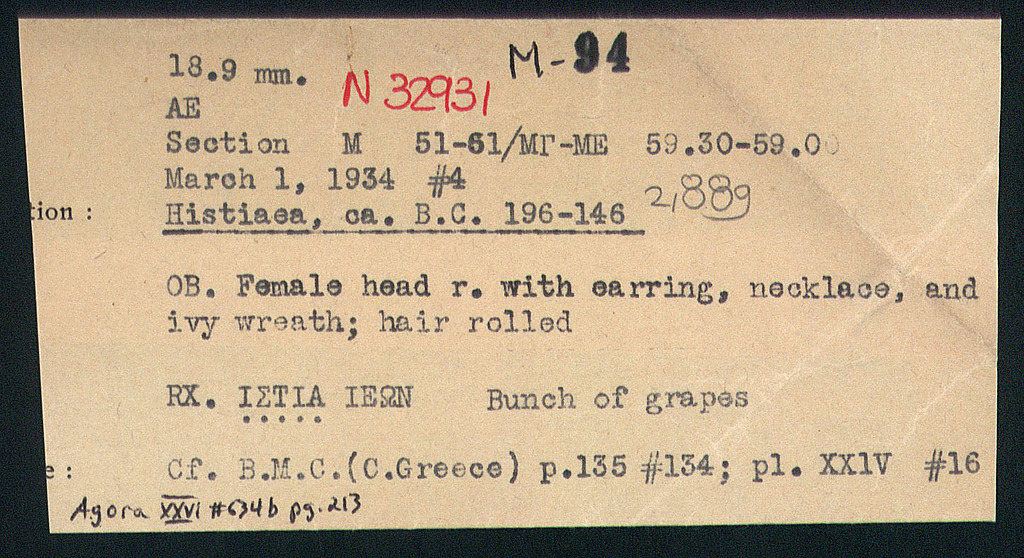 M-94
18.9 mm.
N 32931
AE
Section M 51-61/ΜΓ-ΜΕ 59.30-59.00
March 1, 1934 #4
2,889
tion : Histiaea, ca. B.C. 196-146
OB. Female head r. with earring, necklace, and
ivy wreath; hair rolled
RX. ΙΣΤΙΑ ΙΕΩΝ Bunch of grapes
e : Cf. B.M.C.(C.Greece) p.135 #134; pl. XX1V #16
Agora XXVI #634b pg.213